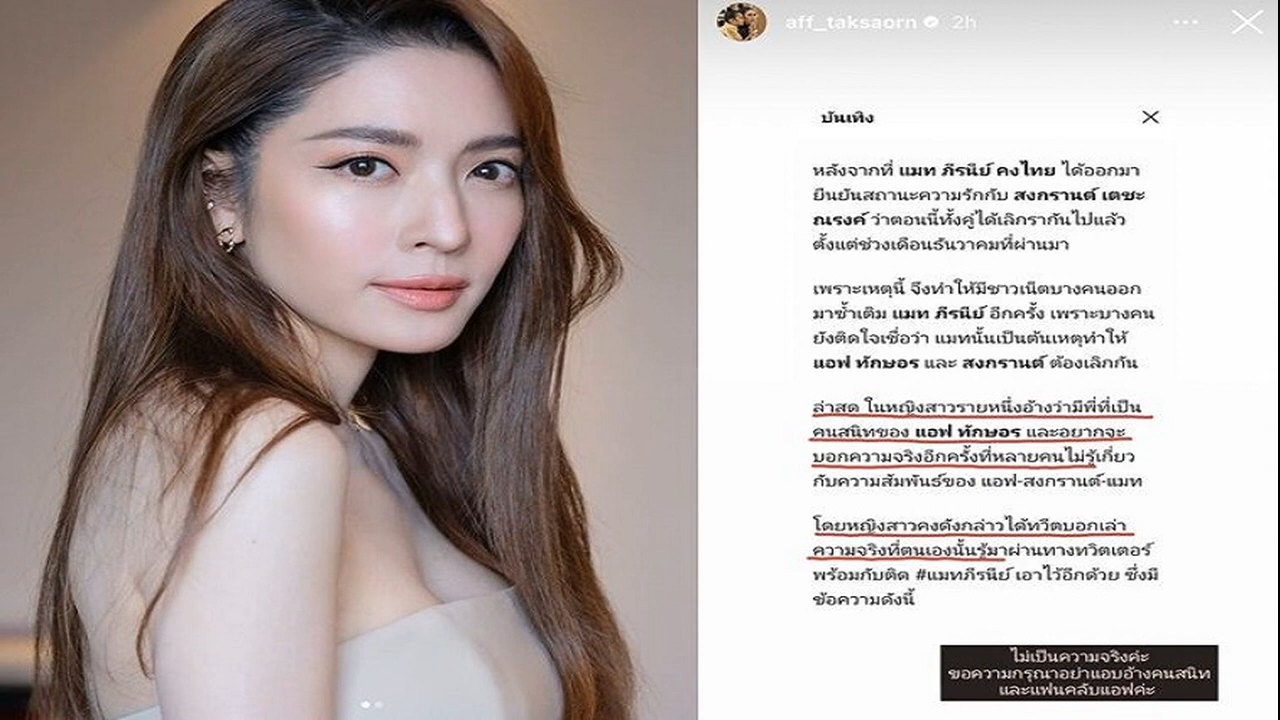 aff_taksaorn 2h
บันเทิง
หลังจากที่ แมท ภีรนีย์ คงไทย ได้ออกมา
ยืนยันสถานะความรักกับ สงกรานต์ เตชะ
ณรงค์ ว่าตอนนี้ทั้งคู่ได้เลิกรากันไปแล้ว
ตั้งแต่ช่วงเดือนธันวาคมที่ผ่านมา
เพราะเหตุนี้ จึงทำให้มีชาวเน็ตบางคนออก
มาซ้ำเติม แมท ภีรนีย์ อีกครั้ง เพราะบางคน
ยังติดใจเชื่อว่า แมทนั้นเป็นต้นเหตุทำให้
แอฟ ทักษอร และ สงกรานต์ ต้องเลิกกัน
ล่าสุด ในหญิงสาวรายหนึ่งอ้างว่ามีพี่ที่เป็น
คนสนิทของ แอฟ ทักษอร และอยากจะ
บอกความจริงอีกครั้งที่หลายคนไม่รู้เกี่ยว
กับความสัมพันธ์ของ แอฟ-สงกรานต์-แมท
โดยหญิงสาวคงดังกล่าวได้ทวีตบอกเล่า
ความจริงที่ตนเองนั้นรู้มาผ่านทางทวิตเตอร์
พร้อมกับติด #แมทภีรนีย์ เอาไว้อีกด้วย ซึ่งมี
ข้อความดังนี้
ไม่เป็นความจริงค่ะ
ขอความกรุณาอย่าแอบอ้างคนสนิท
และแฟนคลับแอฟค่ะ